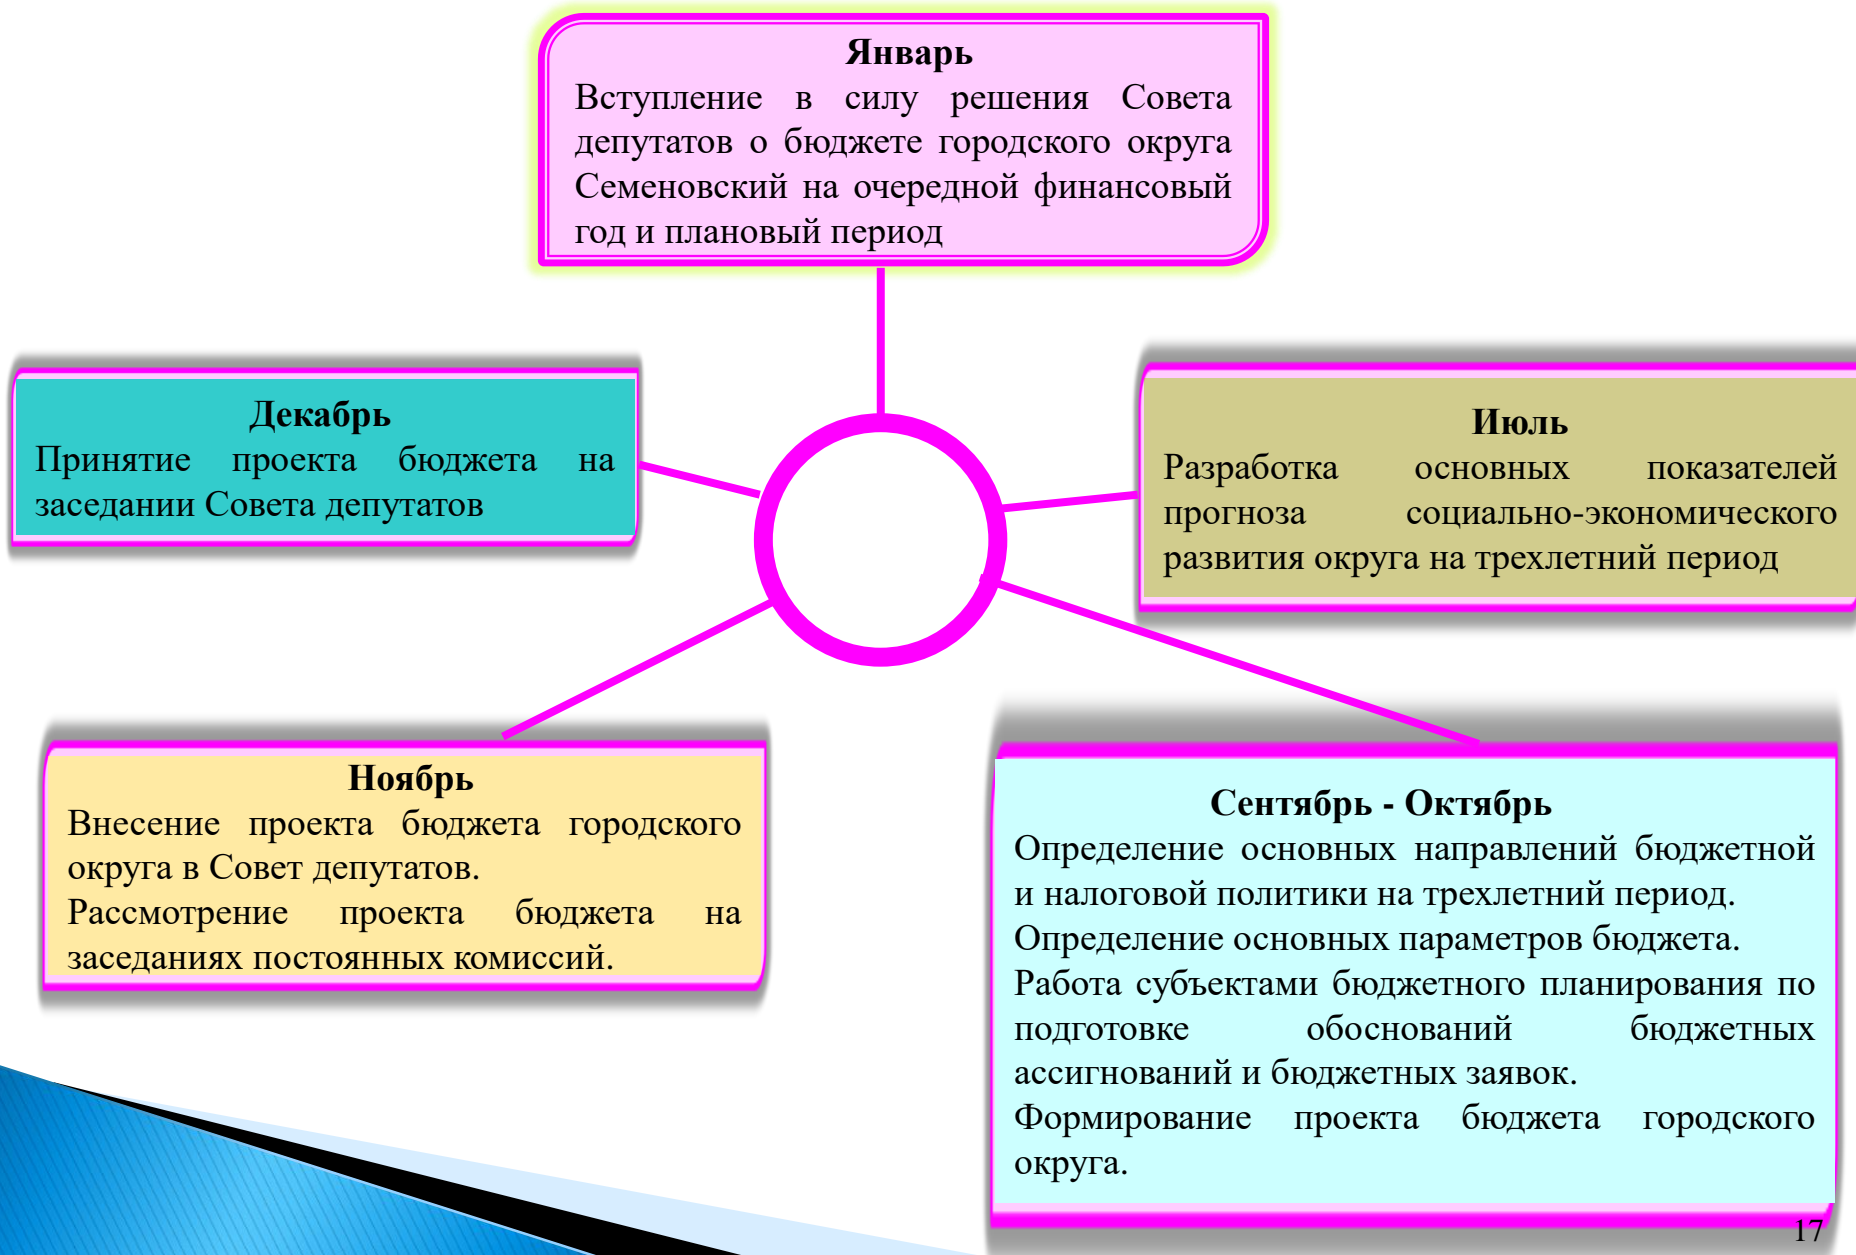 Январь
Вступление в силу решения Совета
депутатов о бюджете городского округа
Семеновский на очередной финансовый
год и плановый период
Декабрь
Принятие проекта бюджета на
заседании Совета депутатов
Июль
Разработка основных показателей
прогноза социально-экономического
развития округа на трехлетний период
Ноябрь
Внесение проекта бюджета городского
округа в Совет депутатов.
Рассмотрение проекта бюджета на
заседаниях постоянных комиссий.
Сентябрь - Октябрь
Определение основных направлений бюджетной
и налоговой политики на трехлетний период.
Определение основных параметров бюджета.
Работа субъектами бюджетного планирования по
подготовке обоснований бюджетных
ассигнований и бюджетных заявок.
Формирование проекта бюджета городского
округа.
17